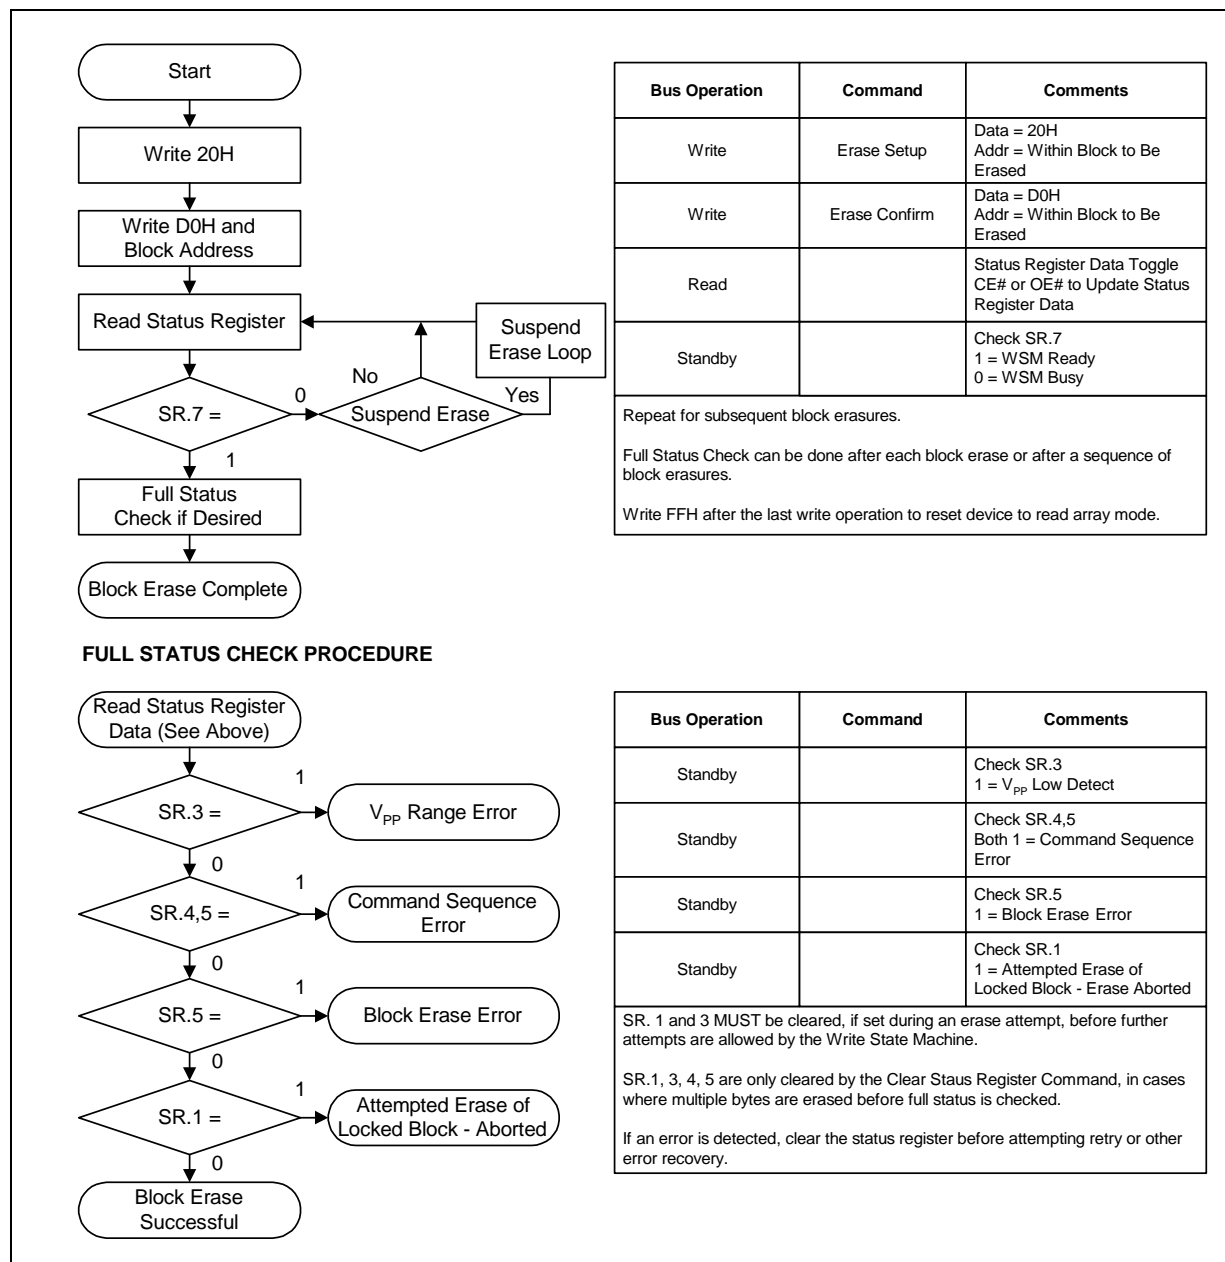 Start
Write 20H
Write D0H and
Block Address
Read Status Register
Suspend
Erase Loop
No
Yes
0
SR.7 =
Suspend Erase
1
Full Status
Check if Desired
Block Erase Complete
Bus Operation
Command
Comments
Write
Erase Setup
Data = 20H
Addr = Within Block to Be
Erased
Write
Erase Confirm
Data = D0H
Addr = Within Block to Be
Erased
Read
Status Register Data Toggle
CE# or OE# to Update Status
Register Data
Standby
Check SR.7
1 = WSM Ready
0 = WSM Busy
Repeat for subsequent block erasures.
Full Status Check can be done after each block erase or after a sequence of
block erasures.
Write FFH after the last write operation to reset device to read array mode.
FULL STATUS CHECK PROCEDURE
Read Status Register
Data (See Above)
1
SR.3 =
VPP Range Error
0
1
SR.4,5 =
Command Sequence
Error
0
1
SR.5 =
Block Erase Error
0
1
SR.1 =
Attempted Erase of
Locked Block - Aborted
0
Block Erase
Successful
Bus Operation
Command
Comments
Standby
Check SR.3
1 = VPP Low Detect
Standby
Check SR.4,5
Both 1 = Command Sequence
Error
Standby
Check SR.5
1 = Block Erase Error
Standby
Check SR.1
1 = Attempted Erase of
Locked Block - Erase Aborted
SR. 1 and 3 MUST be cleared, if set during an erase attempt, before further
attempts are allowed by the Write State Machine.
SR.1, 3, 4, 5 are only cleared by the Clear Staus Register Command, in cases
where multiple bytes are erased before full status is checked.
If an error is detected, clear the status register before attempting retry or other
error recovery.